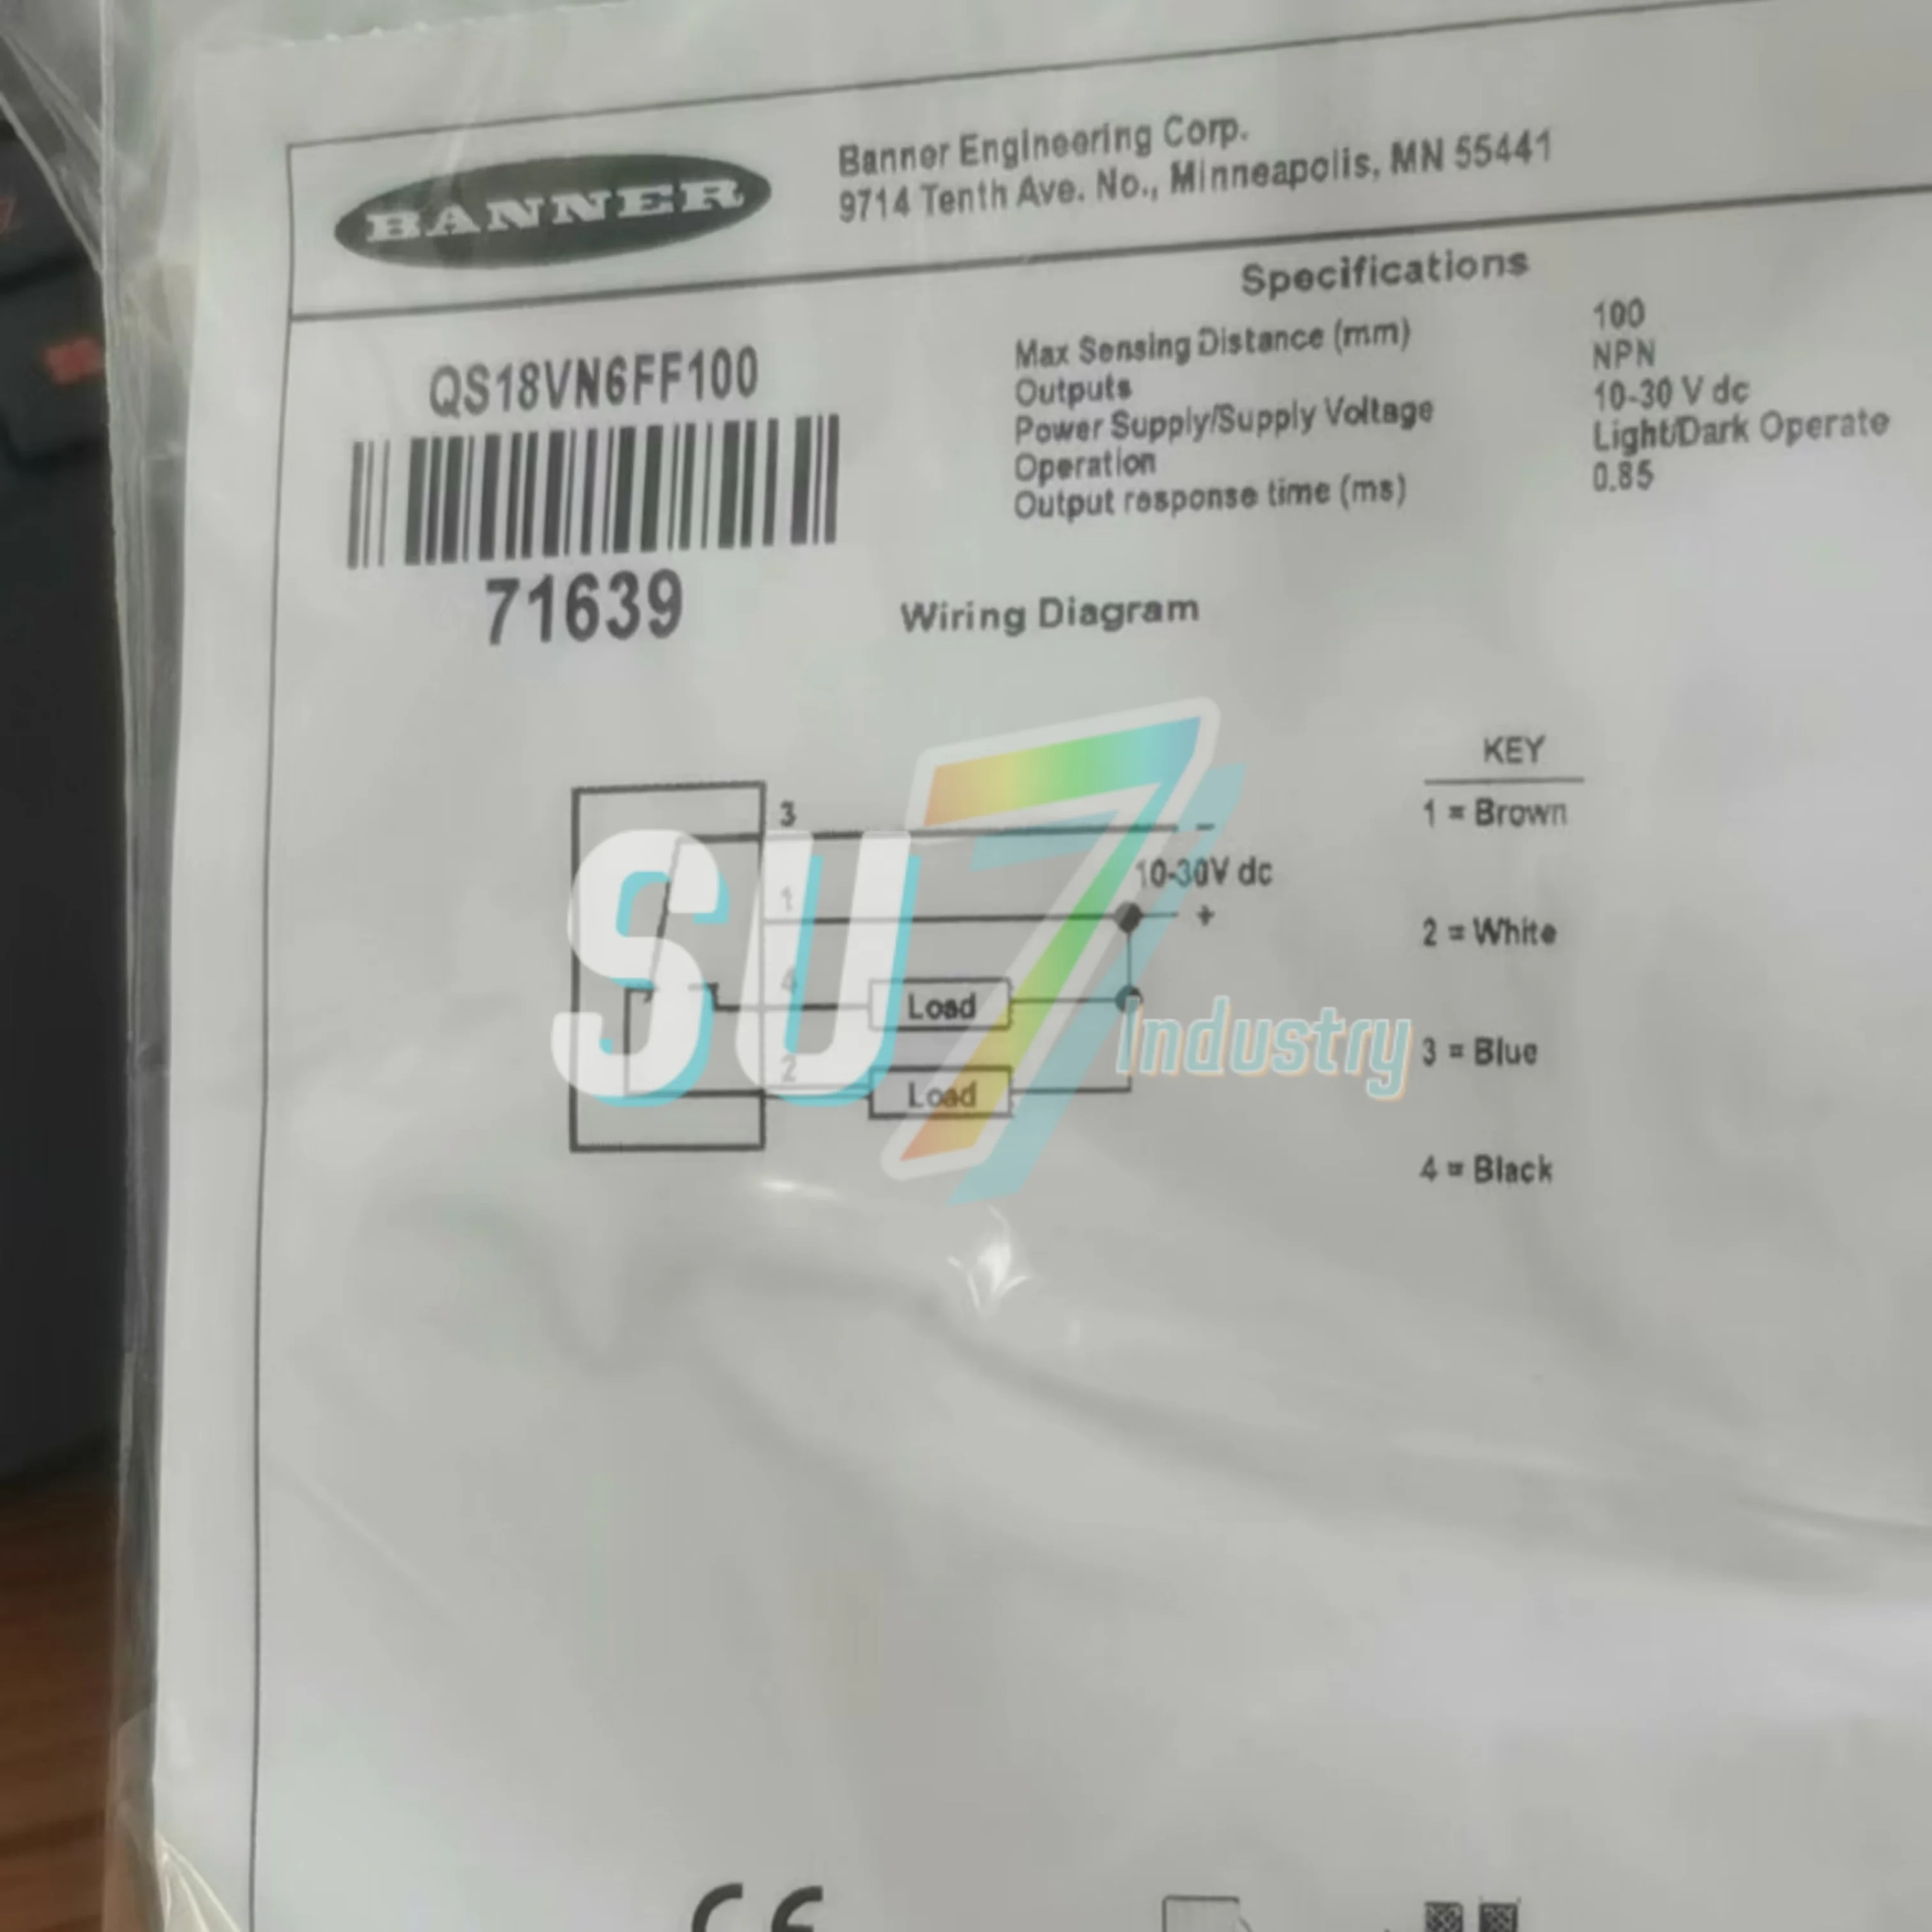 BANNER
Banner Engineering Corp.
9714 Tenth Ave. No., Minneapolis, MN 55441
Specifications
QS18VN6FF100
71639
Max Sensing Distance (mm) 100
Outputs NPN
Power Supply/Supply Voltage 10-30 V dc
Operation Light/Dark Operate
Output response time (ms) 0.85
Wiring Diagram
KEY
1 = Brown
2 = White
3 = Blue
4 = Black
3
-
10-30V dc
1
+
4
Load
2
Load
SU7
Industry
CE